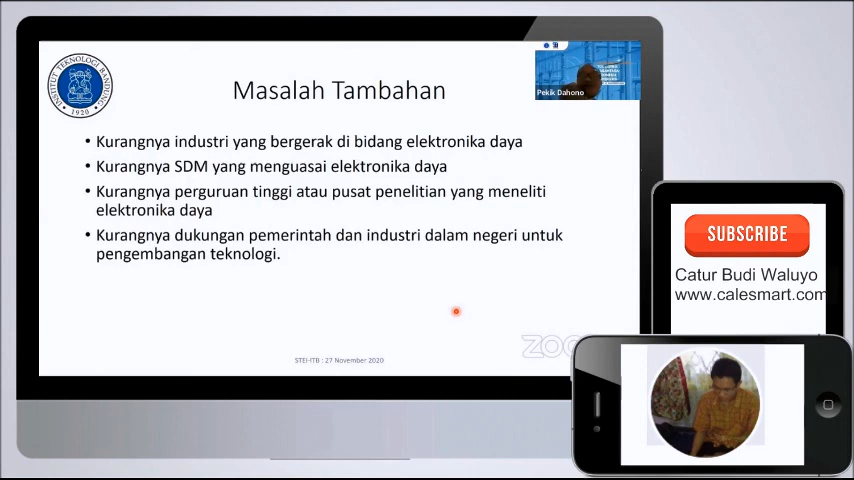 INSTITUT TEKNOLOGI BANDUNG
1920
Masalah Tambahan
Pekik Dahono
• Kurangnya industri yang bergerak di bidang elektronika daya
• Kurangnya SDM yang menguasai elektronika daya
• Kurangnya perguruan tinggi atau pusat penelitian yang meneliti
elektronika daya
• Kurangnya dukungan pemerintah dan industri dalam negeri untuk
pengembangan teknologi.
STEI-ITB : 27 November 2020
SUBSCRIBE
Catur Budi Waluyo
www.calesmart.com